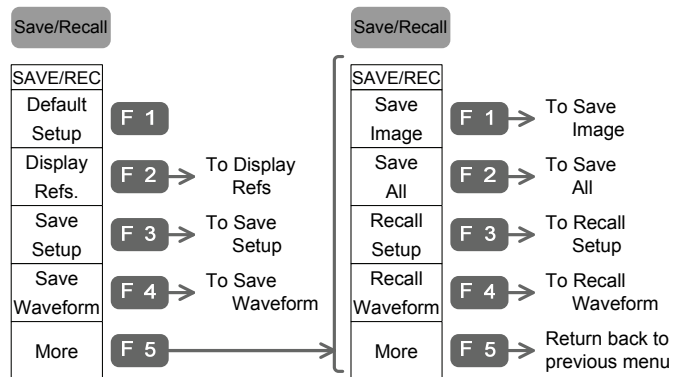 Save/Recall
SAVE/REC
Default
Setup
F 1
Display
Refs.
F 2
To Display
Refs
Save
Setup
F 3
To Save
Setup
Save
Waveform
F 4
To Save
Waveform
More
F 5
Save/Recall
SAVE/REC
Save
Image
F 1
To Save
Image
Save
All
F 2
To Save
All
Recall
Setup
F 3
To Recall
Setup
Recall
Waveform
F 4
To Recall
Waveform
More
F 5
Return back to
previous menu